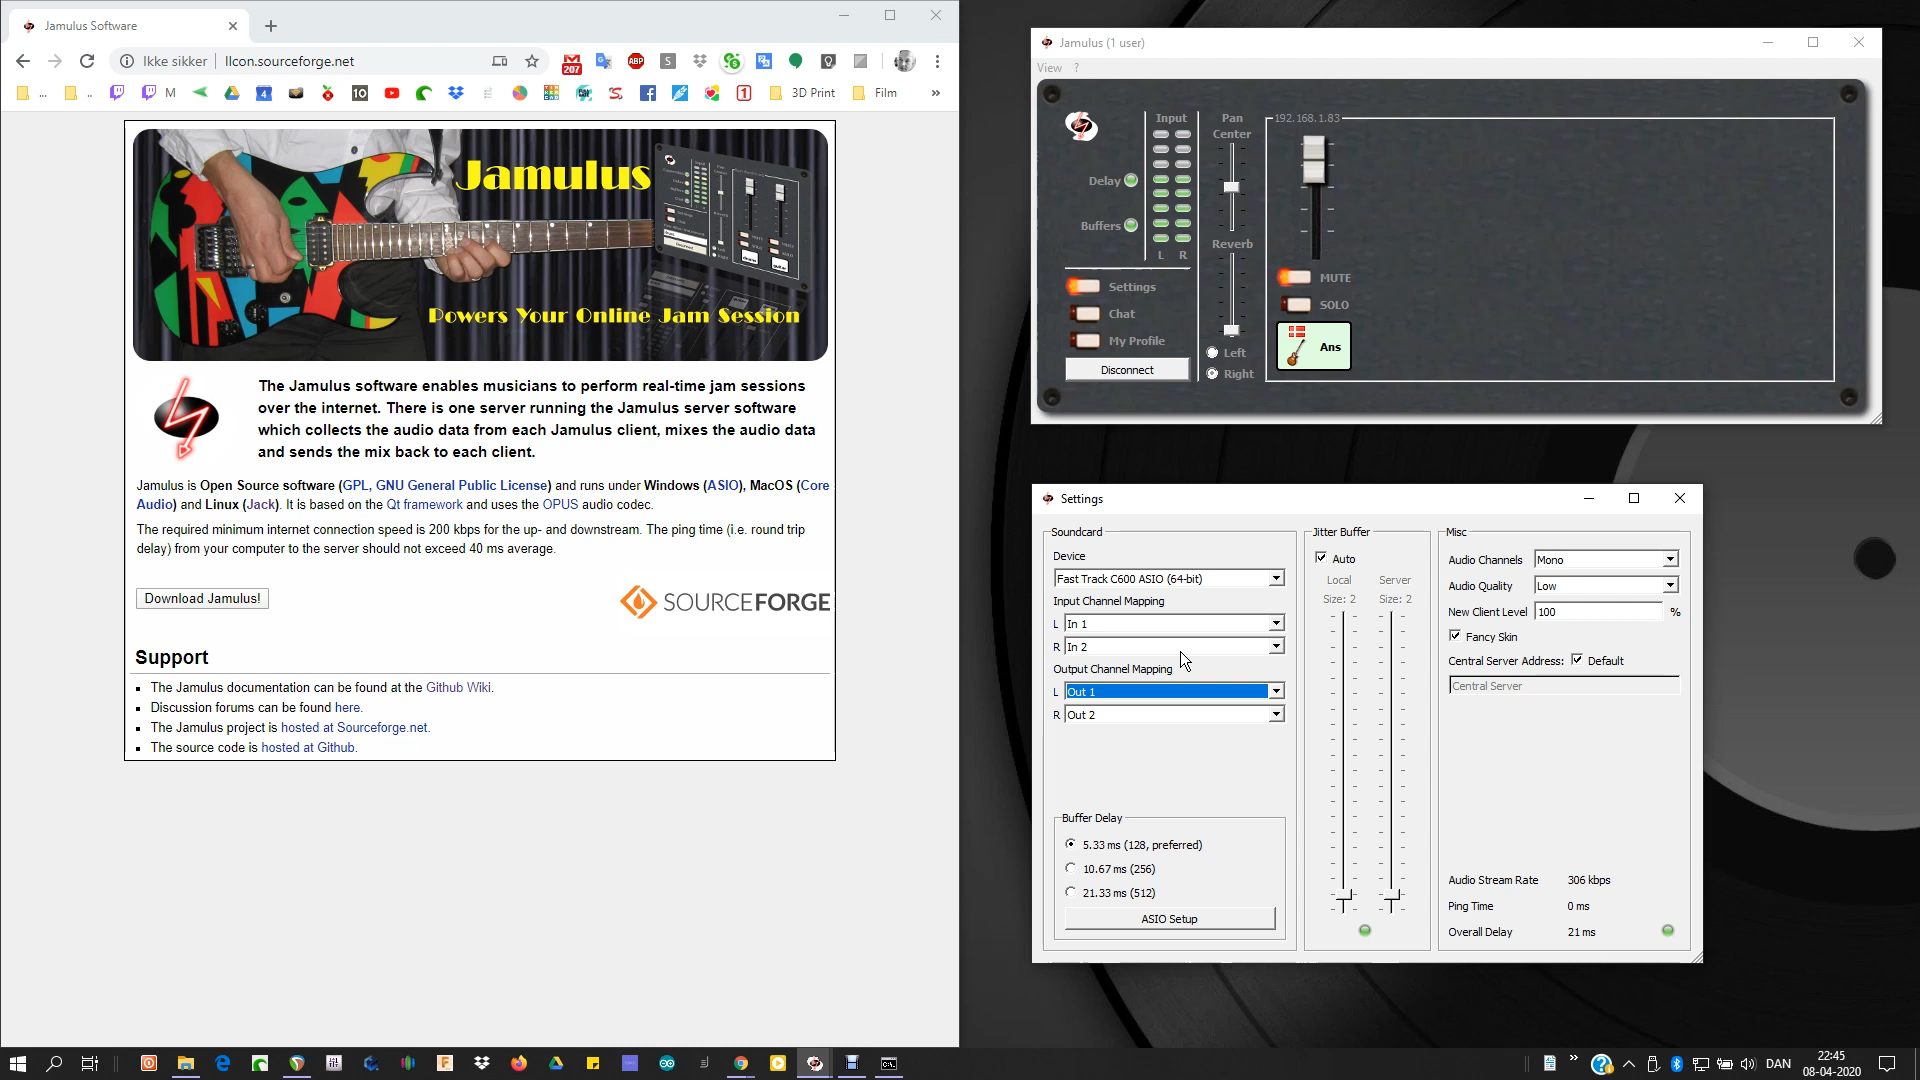 Jamulus Software
Ikke sikker
llcon.sourceforge.net
207
ABP
S
M
4
10
1
3D Print
Film
»
Jamulus
Powers Your Online Jam Session
The Jamulus software enables musicians to perform real-time jam sessions
over the internet. There is one server running the Jamulus server software
which collects the audio data from each Jamulus client, mixes the audio data
and sends the mix back to each client.
Jamulus is Open Source software (GPL, GNU General Public License) and runs under Windows (ASIO), MacOS (Core
Audio) and Linux (Jack). It is based on the Qt framework and uses the OPUS audio codec.
The required minimum internet connection speed is 200 kbps for the up- and downstream. The ping time (i.e. round trip
delay) from your computer to the server should not exceed 40 ms average.
Download Jamulus!
SOURCEFORGE
Support
The Jamulus documentation can be found at the Github Wiki.
Discussion forums can be found here.
The Jamulus project is hosted at Sourceforge.net.
The source code is hosted at Github.
Jamulus (1 user)
View ?
Input
Pan
Center
192.168.1.83
Delay
Buffers
L R
Reverb
Settings
Chat
My Profile
Disconnect
Left
Right
MUTE
SOLO
Ans
Settings
Soundcard
Device
Fast Track C600 ASIO (64-bit)
Input Channel Mapping
L In 1
R In 2
Output Channel Mapping
L Out 1
R Out 2
Buffer Delay
5.33 ms (128, preferred)
10.67 ms (256)
21.33 ms (512)
ASIO Setup
Jitter Buffer
Auto
Local Server
Size: 2 Size: 2
Misc
Audio Channels Mono
Audio Quality Low
New Client Level 100 %
Fancy Skin
Central Server Address: Default
Central Server
Audio Stream Rate 306 kbps
Ping Time 0 ms
Overall Delay 21 ms
DAN
22:45
08-04-2020